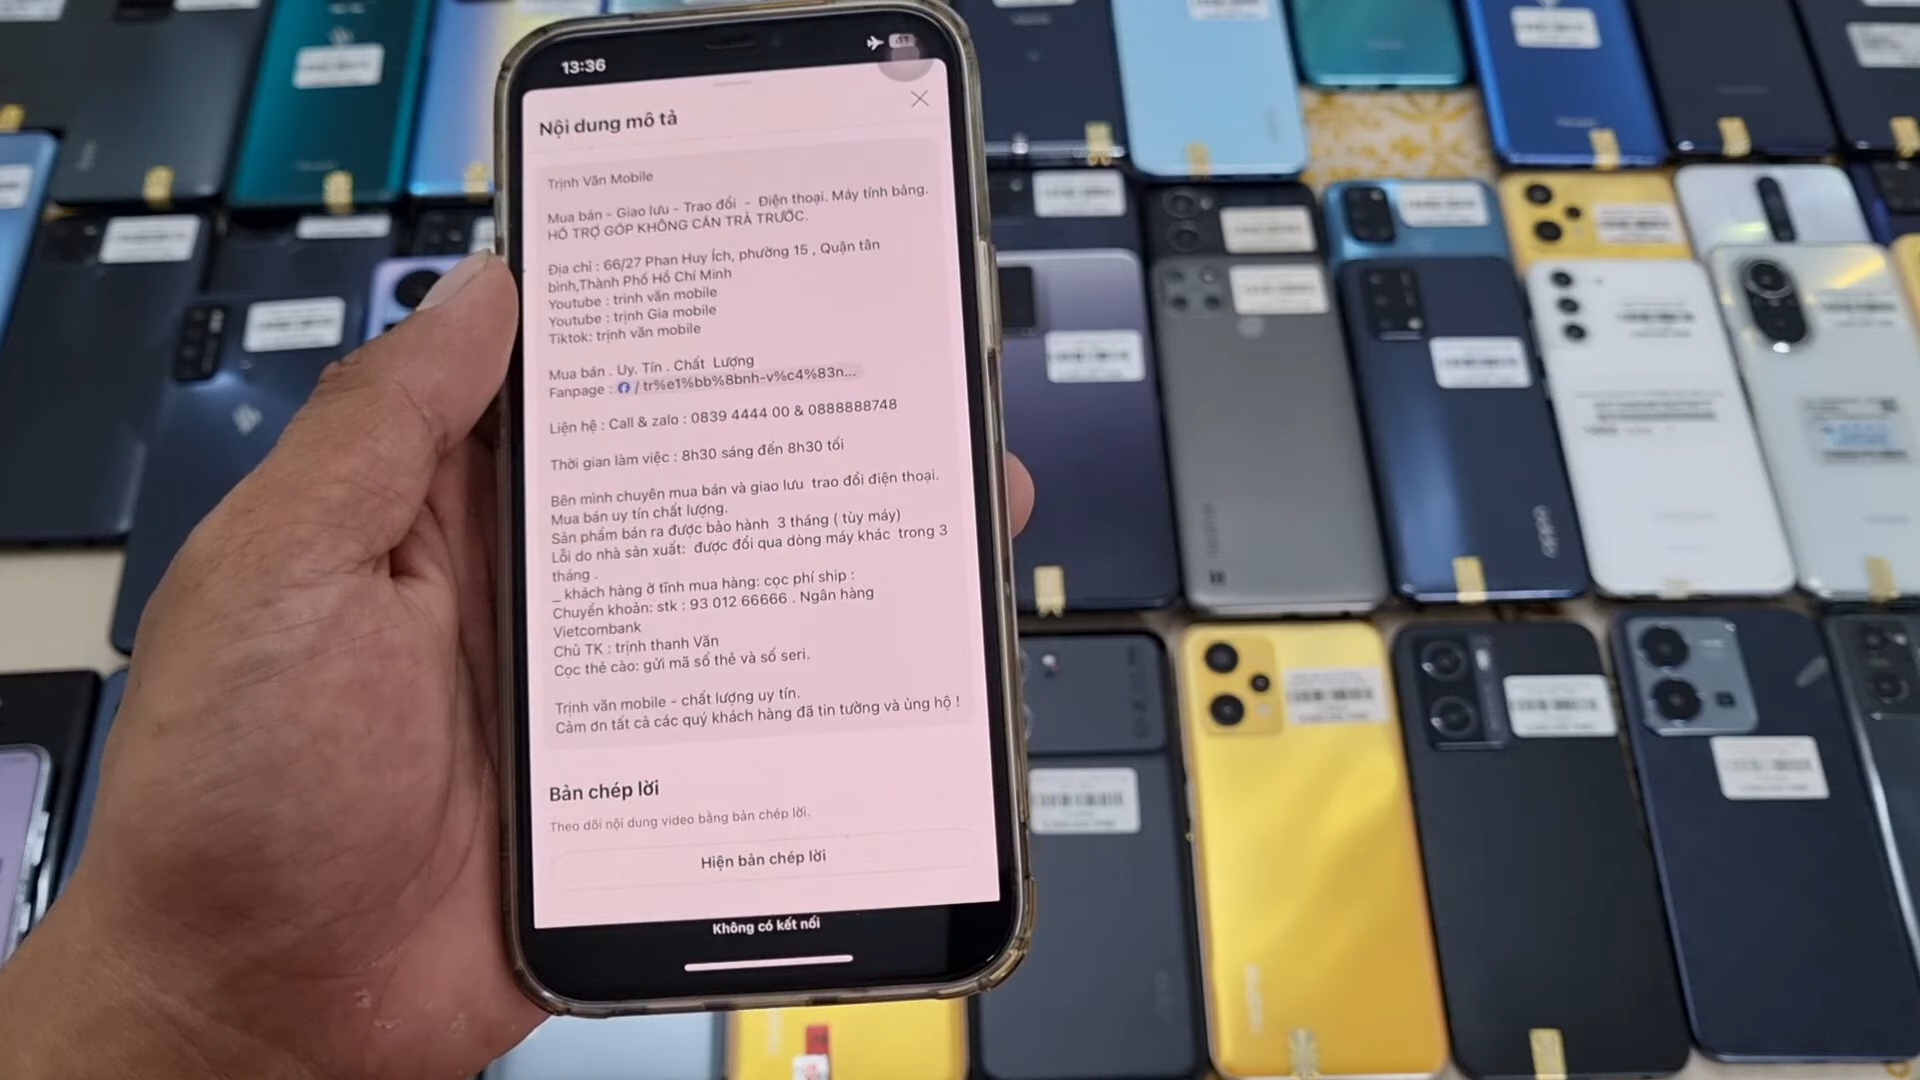 13:36
41
Nội dung mô tả
Trịnh Văn Mobile
Mua bán - Giao lưu - Trao đổi - Điện thoại. Máy tính bảng.
HỖ TRỢ GÓP KHÔNG CẦN TRẢ TRƯỚC.
Địa chỉ : 66/27 Phan Huy Ích, phường 15 , Quận tân
bình,Thành Phố Hồ Chí Minh
Youtube : trinh văn mobile
Youtube : trịnh Gia mobile
Tiktok: trịnh văn mobile
Mua bán . Uy. Tín . Chất Lượng
Fanpage : / tr%e1%bb%8bnh-v%c4%83n...
Liện hệ : Call & zalo : 0839 4444 00 & 0888888748
Thời gian làm việc : 8h30 sáng đến 8h30 tối
Bên mình chuyên mua bán và giao lưu trao đổi điện thoại.
Mua bán uy tín chất lượng.
Sản phẩm bán ra được bảo hành 3 tháng ( tùy máy)
Lỗi do nhà sản xuất: được đổi qua dòng máy khác trong 3
tháng .
_ khách hàng ở tĩnh mua hàng: cọc phí ship :
Chuyển khoản: stk : 93 012 66666 . Ngân hàng
Vietcombank
Chủ TK : trịnh thanh Văn
Cọc thẻ cào: gửi mã số thẻ và số seri.
Trịnh văn mobile - chất lượng uy tín.
Cảm ơn tất cả các quý khách hàng đã tin tưởng và ủng hộ !
Bản chép lời
Theo dõi nội dung video bằng bản chép lời.
Hiện bản chép lời
Không có kết nối
oppo
realme